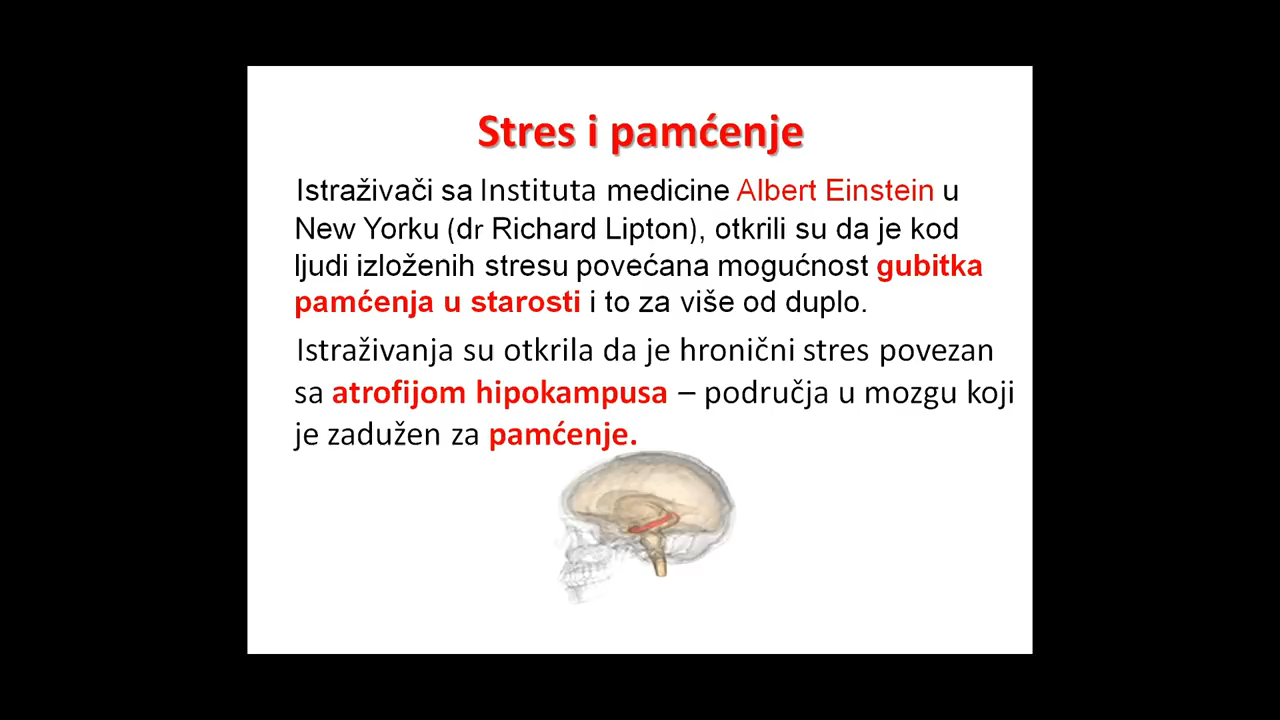 Stres i pamćenje
Istraživači sa Instituta medicine Albert Einstein u
New Yorku (dr Richard Lipton), otkrili su da je kod
ljudi izloženih stresu povećana mogućnost gubitka
pamćenja u starosti i to za više od duplo.
Istraživanja su otkrila da je hronični stres povezan
sa atrofijom hipokampusa – područja u mozgu koji
je zadužen za pamćenje.